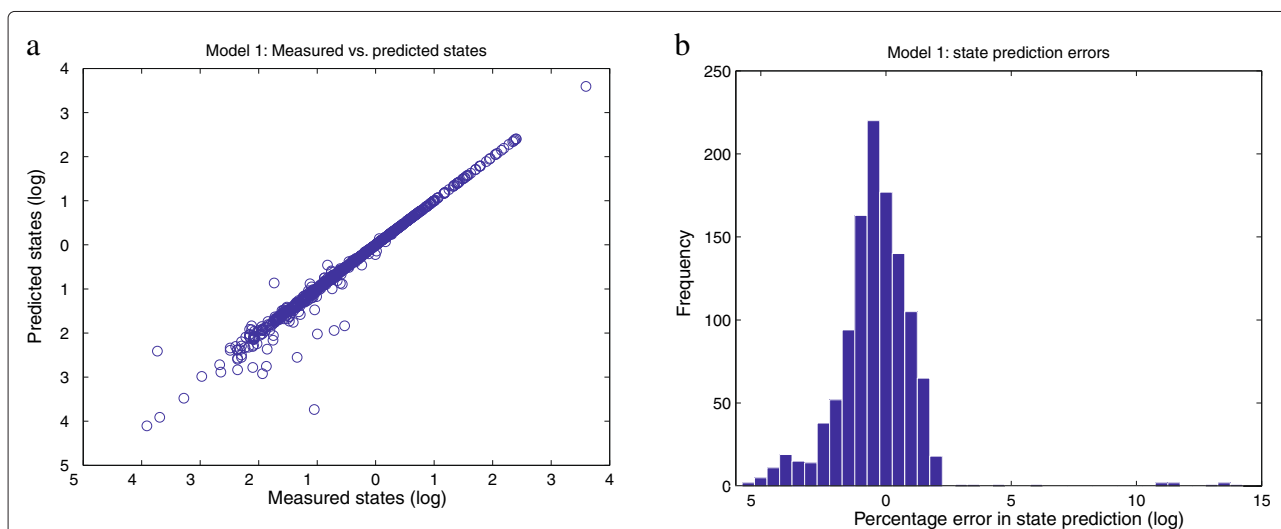 a
Model 1: Measured vs. predicted states
4
3
2
1
0
1
2
3
4
5
Predicted states (log)
5 4 3 2 1 0 1 2 3 4
Measured states (log)
b
Model 1: state prediction errors
250
200
150
100
50
0
Frequency
5 0 5 10 15
Percentage error in state prediction (log)